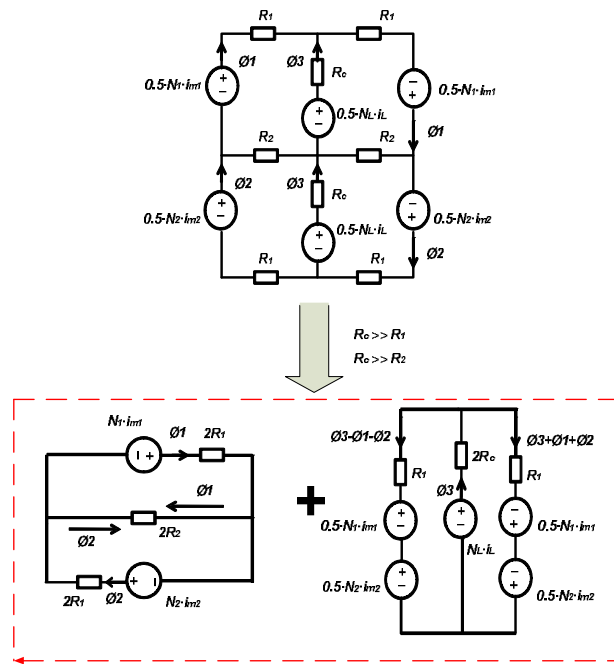 R1 R1
Ø1 Ø3 Rc
0.5·N1·im1 0.5·NL·iL 0.5·N1·im1
R2 R2 Ø1
Ø2 Ø3 Rc
0.5·N2·im2 0.5·NL·iL 0.5·N2·im2
R1 R1 Ø2
Rc >> R1
Rc >> R2
N1·im1 Ø1 2R1
Ø1
2R2
Ø2
2R1 Ø2 N2·im2
+
Ø3-Ø1-Ø2 Ø3+Ø1+Ø2
R1 2Rc R1
Ø3
0.5·N1·im1 0.5·N1·im1
NL·iL
0.5·N2·im2 0.5·N2·im2